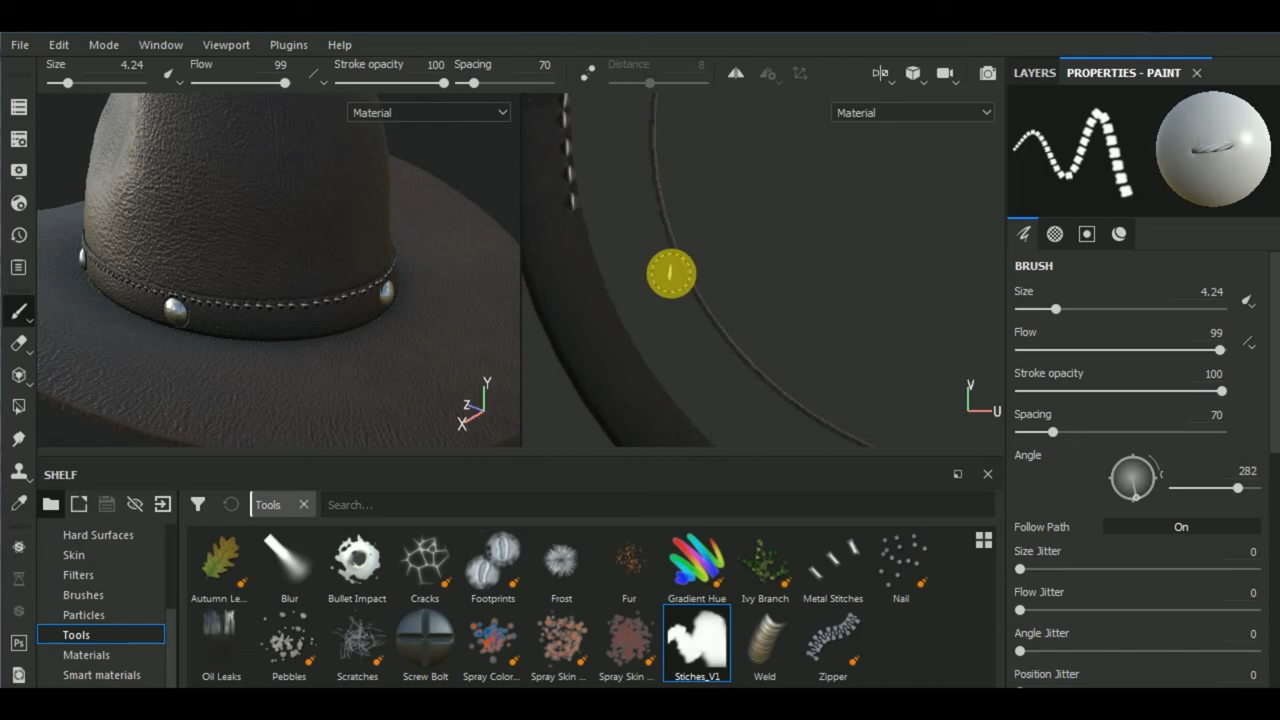 File Edit Mode Window Viewport Plugins Help
Size 4.24 Flow 99 Stroke opacity 100 Spacing 70 Distance 8
LAYERS PROPERTIES - PAINT
Material
Material
BRUSH
Size 4.24
Flow 99
Stroke opacity 100
Spacing 70
Angle 282
Follow Path On
Size Jitter 0
Flow Jitter 0
Angle Jitter 0
Position Jitter
Y
Z
X
V
U
SHELF
Tools Search...
Hard Surfaces
Skin
Filters
Brushes
Particles
Tools
Materials
Smart materials
Autumn Le... Blur Bullet Impact Cracks Footprints Frost Fur Gradient Hue Ivy Branch Metal Stitches Nail
Oil Leaks Pebbles Scratches Screw Bolt Spray Color... Spray Skin ... Spray Skin ... Stiches_V1 Weld Zipper
Ps